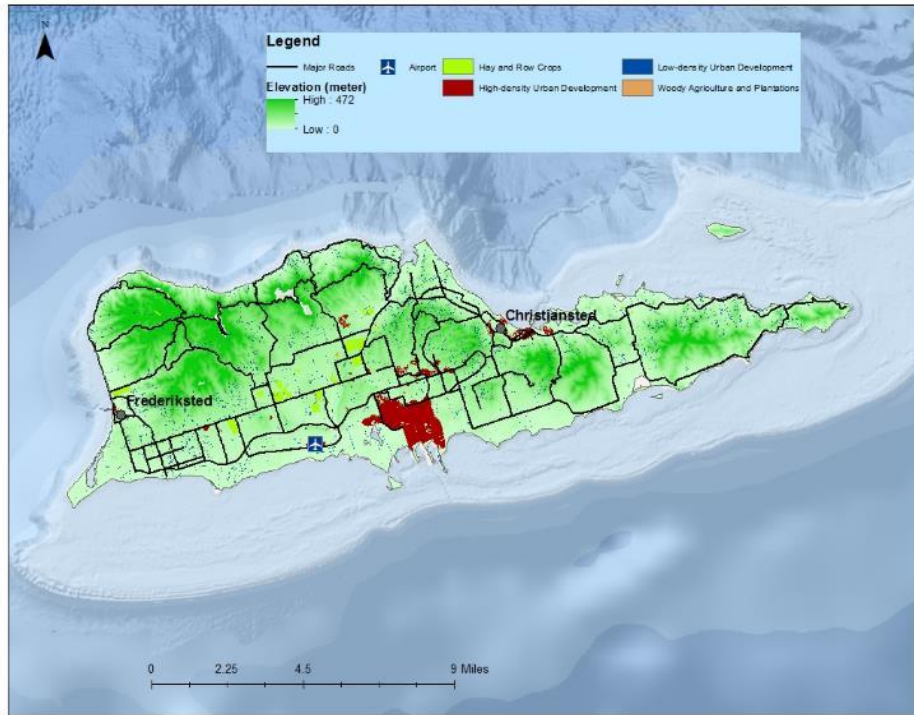 N
Legend
Major Roads
Airport
Hay and Row Crops
Low-density Urban Development
Elevation (meter)
High : 472
Low : 0
High-density Urban Development
Woody Agriculture and Plantations
Christiansted
Frederiksted
0 2.25 4.5 9 Miles